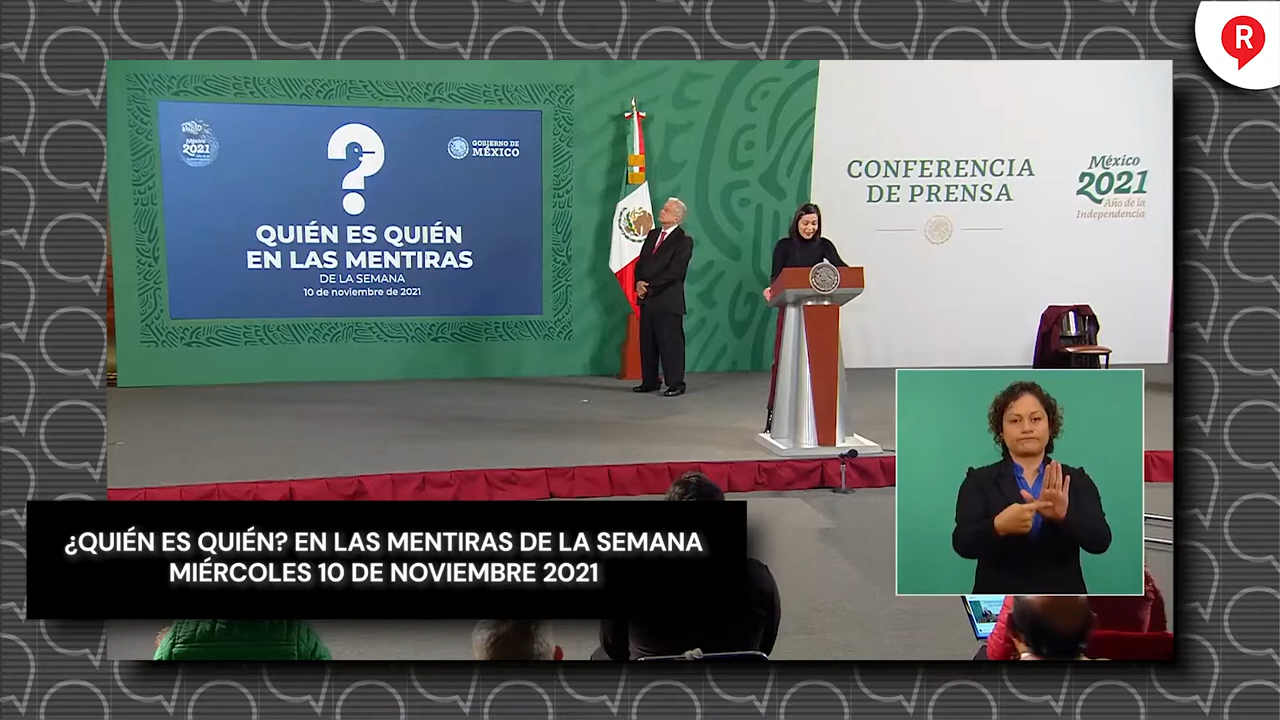 R
QUIÉN ES QUIÉN
EN LAS MENTIRAS
DE LA SEMANA
10 de noviembre de 2021
México
2021
GOBIERNO DE
MÉXICO
CONFERENCIA
DE PRENSA
México
2021
Año de la
Independencia
¿QUIÉN ES QUIÉN? EN LAS MENTIRAS DE LA SEMANA
MIÉRCOLES 10 DE NOVIEMBRE 2021